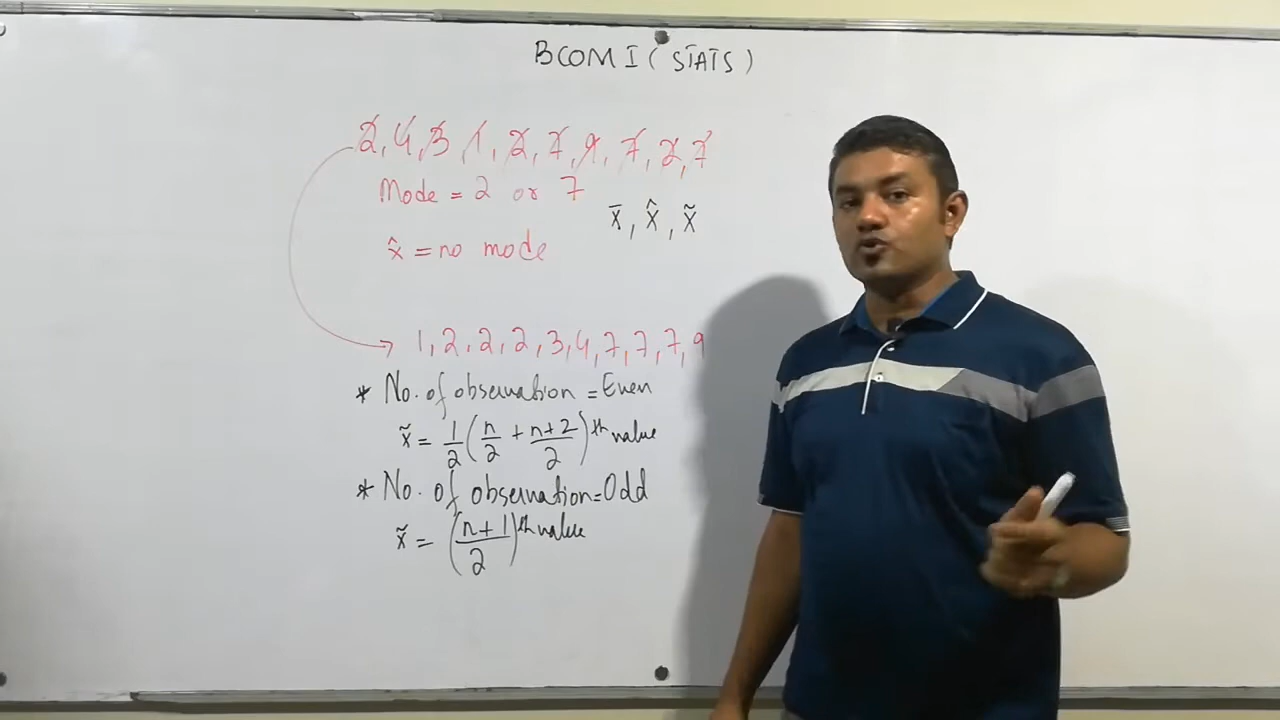 BCOM I ( STATS )
2, 4, 3, 1, 2, 7, 9, 7, 2, 7
Mode = 2 or 7
x̄ , x̂ , x̃
x̂ = no mode
1, 2, 2, 2, 3, 4, 7, 7, 7, 9
* No. of observation = Even
x̃ = 1/2 (n/2 + n+2/2)th value
* No. of observation = Odd
x̃ = (n+1/2)th value